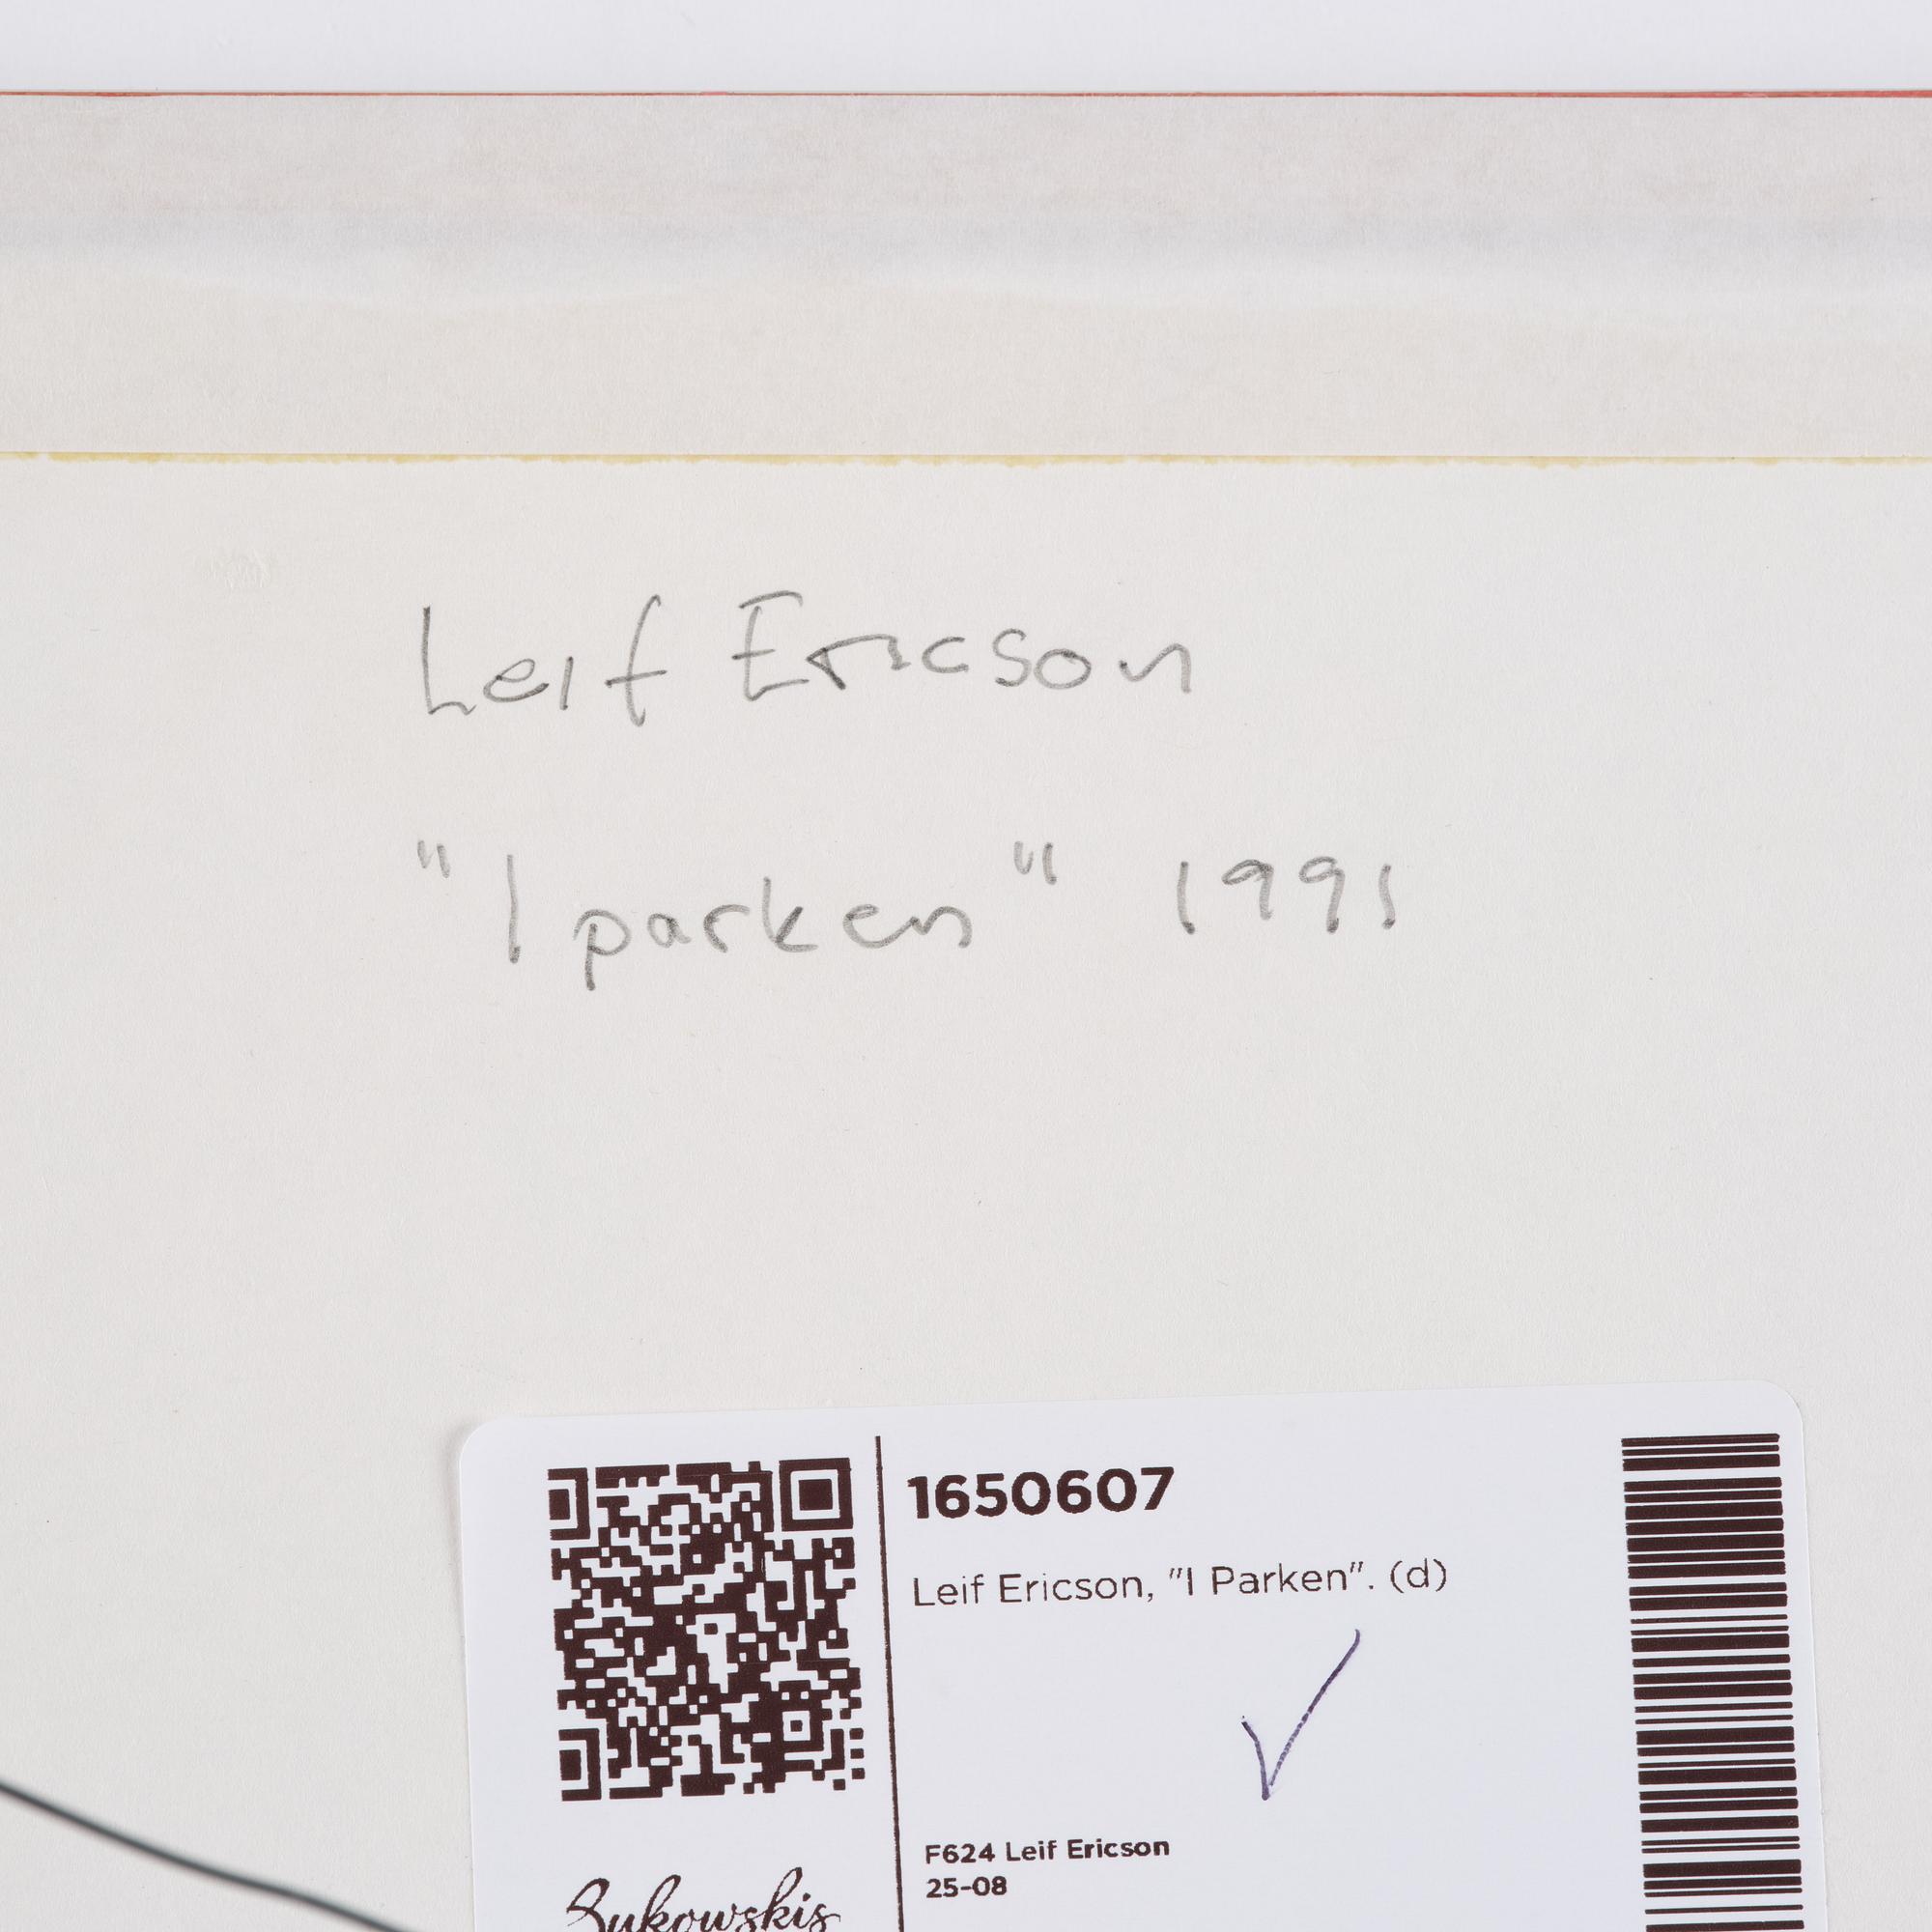 Leif Ericson
"I parken" 1991
1650607
Leif Ericson, "I Parken". (d)
F624 Leif Ericson
25-08
Bukowskis